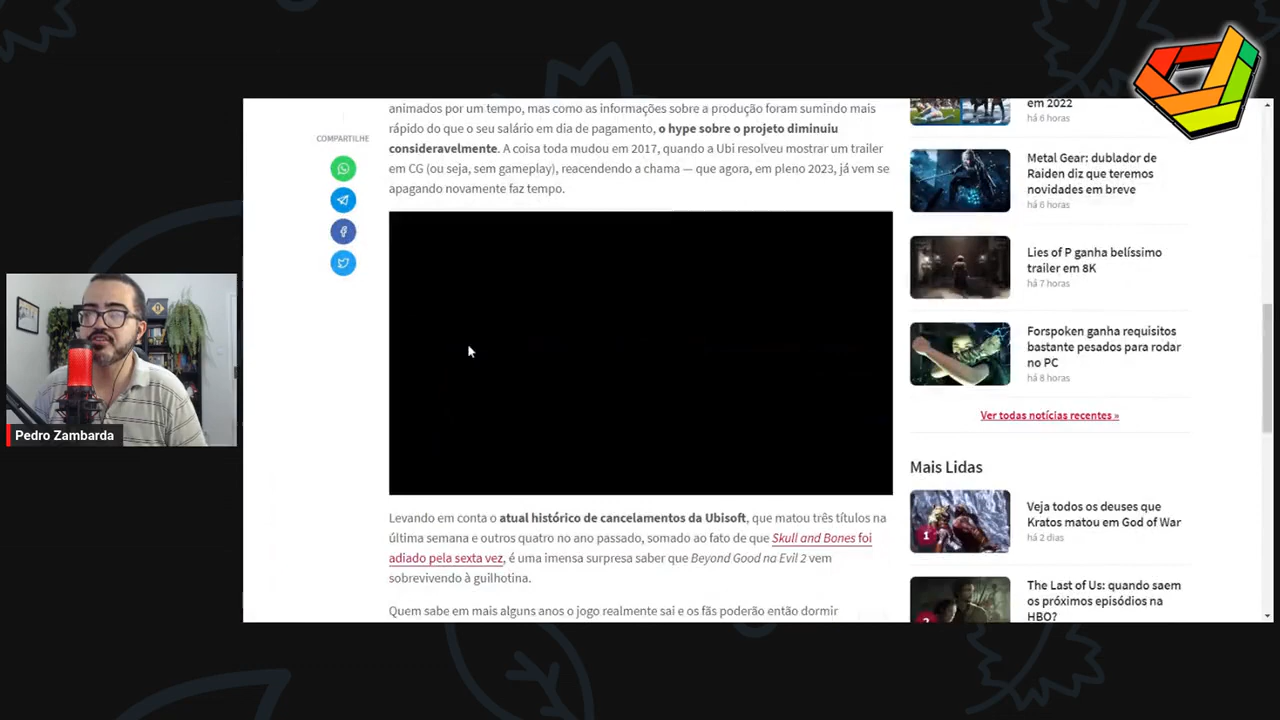 COMPARTILHE
animados por um tempo, mas como as informações sobre a produção foram sumindo mais
rápido do que o seu salário em dia de pagamento, o hype sobre o projeto diminuiu
consideravelmente. A coisa toda mudou em 2017, quando a Ubi resolveu mostrar um trailer
em CG (ou seja, sem gameplay), reacendendo a chama — que agora, em pleno 2023, já vem se
apagando novamente faz tempo.
Levando em conta o atual histórico de cancelamentos da Ubisoft, que matou três títulos na
última semana e outros quatro no ano passado, somado ao fato de que Skull and Bones foi
adiado pela sexta vez, é uma imensa surpresa saber que Beyond Good na Evil 2 vem
sobrevivendo à guilhotina.
Quem sabe em mais alguns anos o jogo realmente sai e os fãs poderão então dormir
em 2022
há 6 horas
Metal Gear: dublador de
Raiden diz que teremos
novidades em breve
há 6 horas
Lies of P ganha belíssimo
trailer em 8K
há 7 horas
Forspoken ganha requisitos
bastante pesados para rodar
no PC
há 8 horas
Ver todas notícias recentes »
Mais Lidas
1
Veja todos os deuses que
Kratos matou em God of War
há 2 dias
2
The Last of Us: quando saem
os próximos episódios na
HBO?
Pedro Zambarda